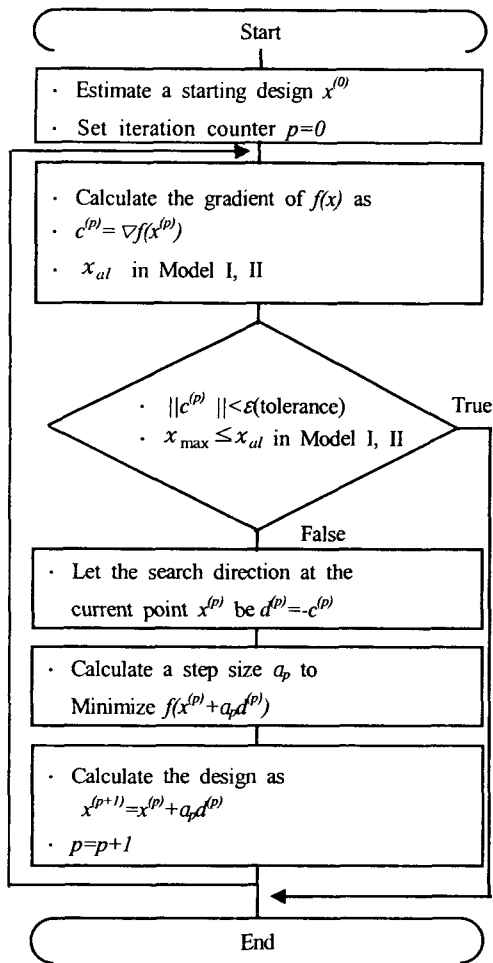 Start
· Estimate a starting design x^(0)
· Set iteration counter p=0
· Calculate the gradient of f(x) as
· c^(p)= ∇f(x^(p))
· x_al in Model I, II
· ||c^(p) ||<ε(tolerance)
· x_max ≤ x_al in Model I, II
True
False
· Let the search direction at the
current point x^(p) be d^(p)=-c^(p)
· Calculate a step size a_p to
Minimize f(x^(p)+a_pd^(p))
· Calculate the design as
x^(p+1)=x^(p)+a_pd^(p)
· p=p+1
End